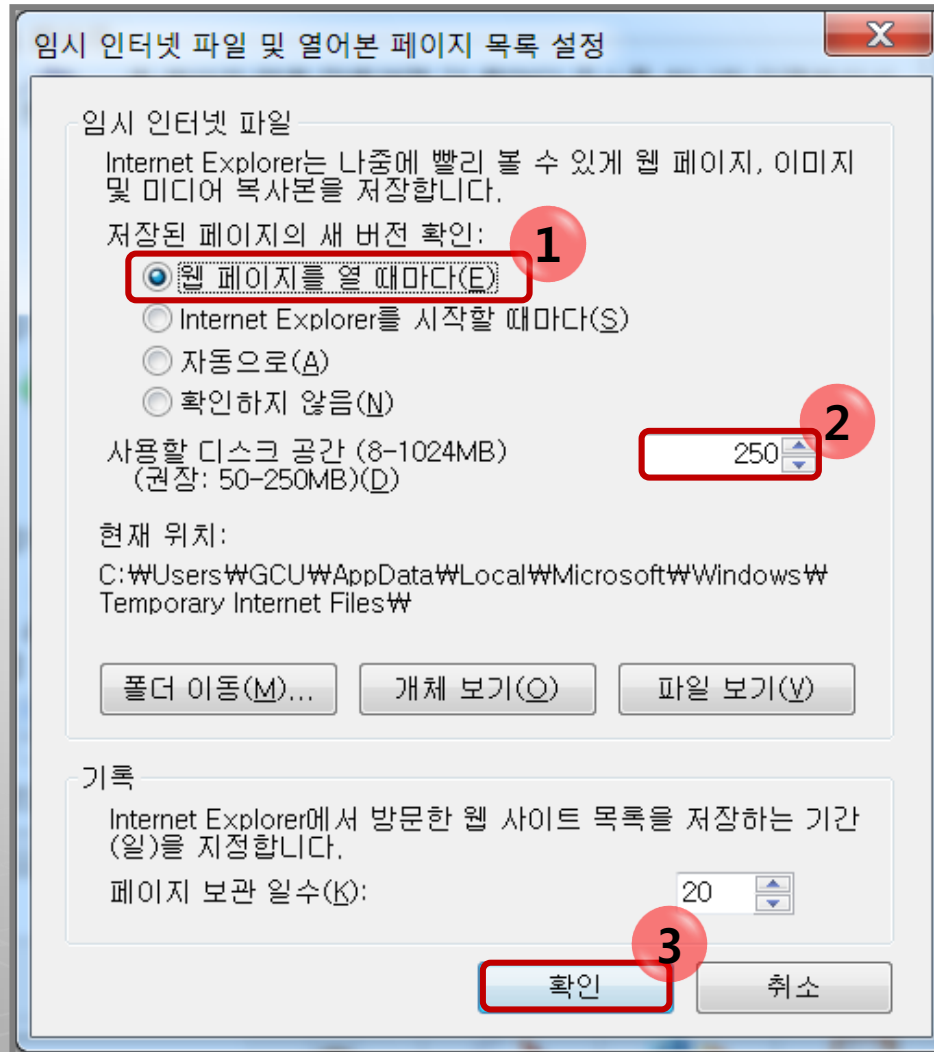 임시 인터넷 파일 및 열어본 페이지 목록 설정
X
임시 인터넷 파일
Internet Explorer는 나중에 빨리 볼 수 있게 웹 페이지, 이미지
및 미디어 복사본을 저장합니다.
저장된 페이지의 새 버전 확인:
1
웹 페이지를 열 때마다(E)
Internet Explorer를 시작할 때마다(S)
자동으로(A)
확인하지 않음(N)
2
사용할 디스크 공간 (8-1024MB)
250
(권장: 50-250MB)(D)
현재 위치:
C:₩Users₩GCU₩AppData₩Local₩Microsoft₩Windows₩
Temporary Internet Files₩
폴더 이동(M)... 개체 보기(O) 파일 보기(V)
기록
Internet Explorer에서 방문한 웹 사이트 목록을 저장하는 기간
(일)을 지정합니다.
페이지 보관 일수(K): 20
3
확인 취소